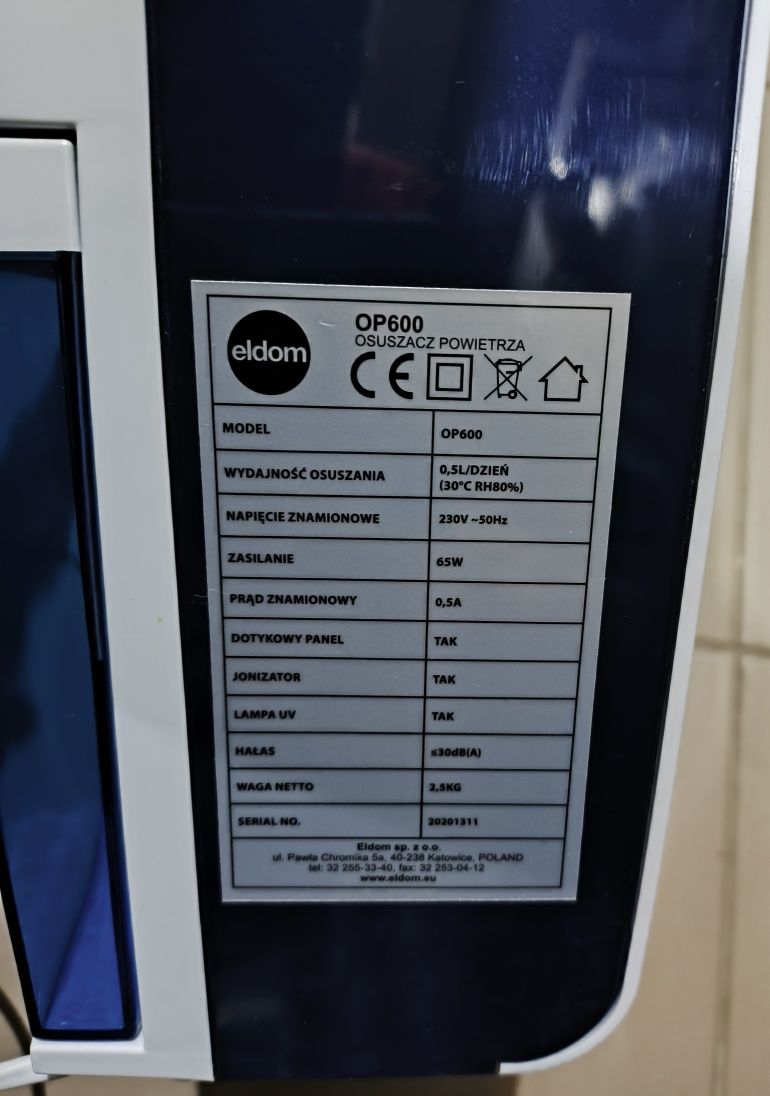 eldom
OP600
OSUSZACZ POWIETRZA
CE
MODEL OP600
WYDAJNOŚĆ OSUSZANIA 0,5L/DZIEŃ
(30°C RH80%)
NAPIĘCIE ZNAMIONOWE 230V ~50Hz
ZASILANIE 65W
PRĄD ZNAMIONOWY 0,5A
DOTYKOWY PANEL TAK
JONIZATOR TAK
LAMPA UV TAK
HAŁAS ≤30dB(A)
WAGA NETTO 2,5KG
SERIAL NO. 20201311
Eldom sp. z o.o.
ul. Pawła Chromika 5a, 40-238 Katowice, POLAND
tel: 32 255-33-40, fax: 32 253-04-12
www.eldom.eu